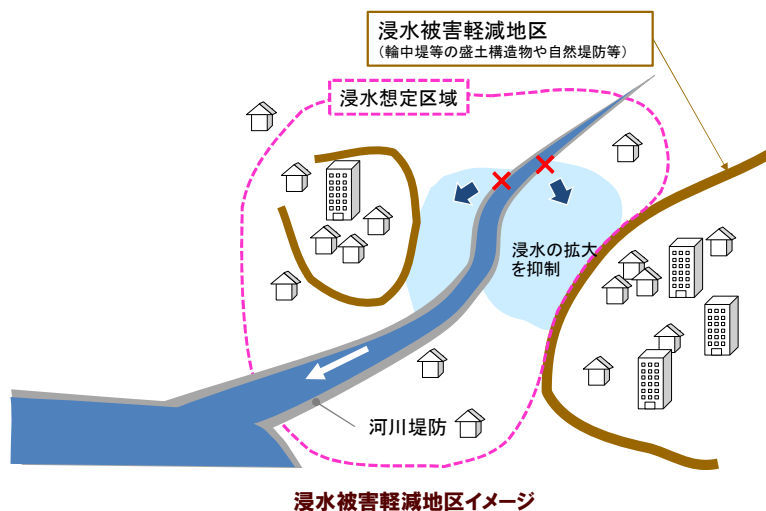 浸水被害軽減地区
（輪中堤等の盛土構造物や自然堤防等）
浸水想定区域
浸水の拡大
を抑制
河川堤防
浸水被害軽減地区イメージ